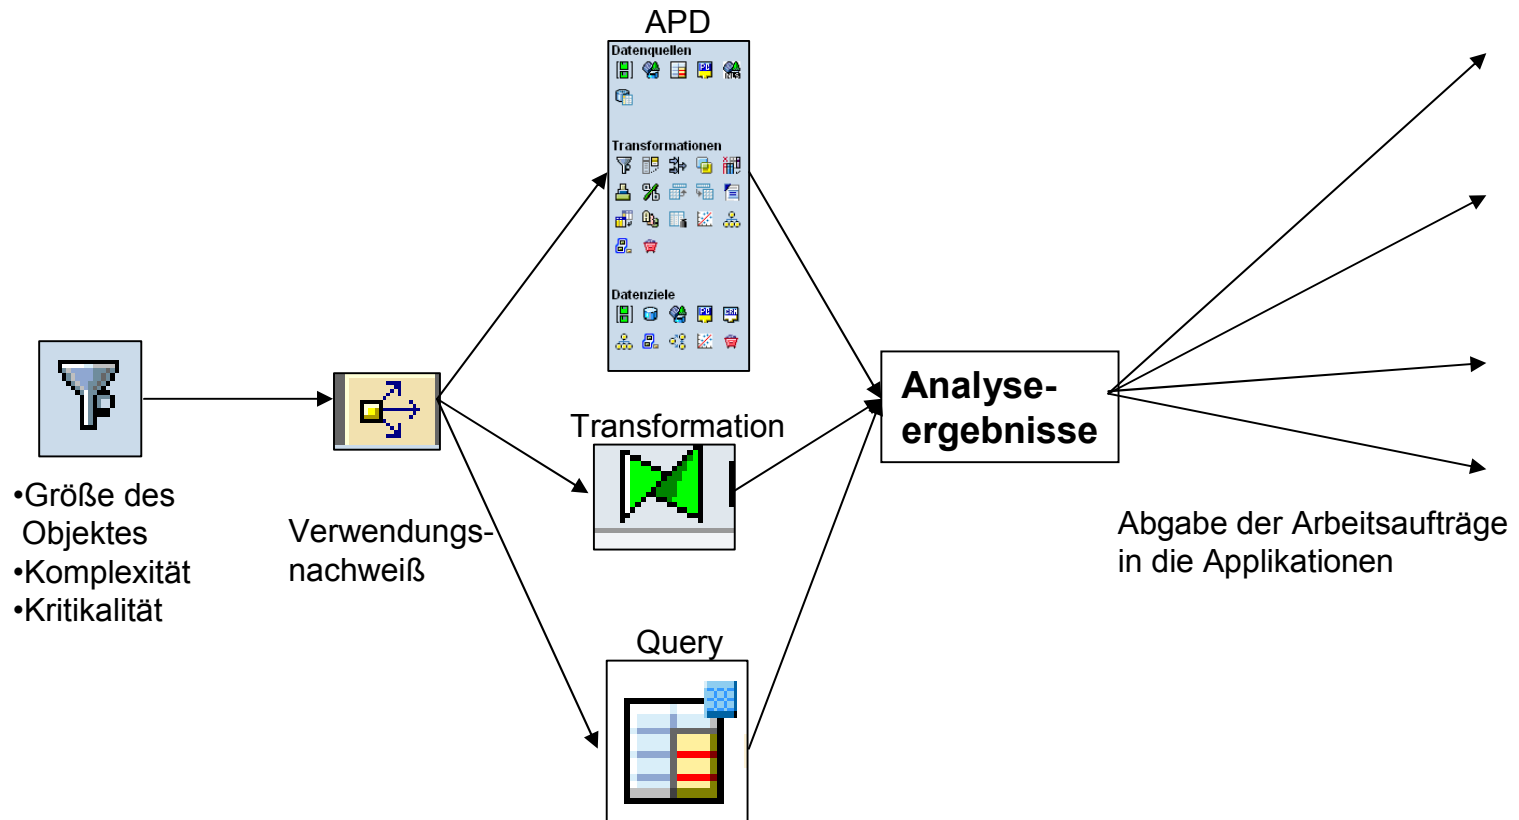 APD
Datenquellen
Transformationen
Datenziele
•Größe des
Objektes
•Komplexität
•Kritikalität
Verwendungs-
nachweiß
Transformation
Query
Analyse-
ergebnisse
Abgabe der Arbeitsaufträge
in die Applikationen